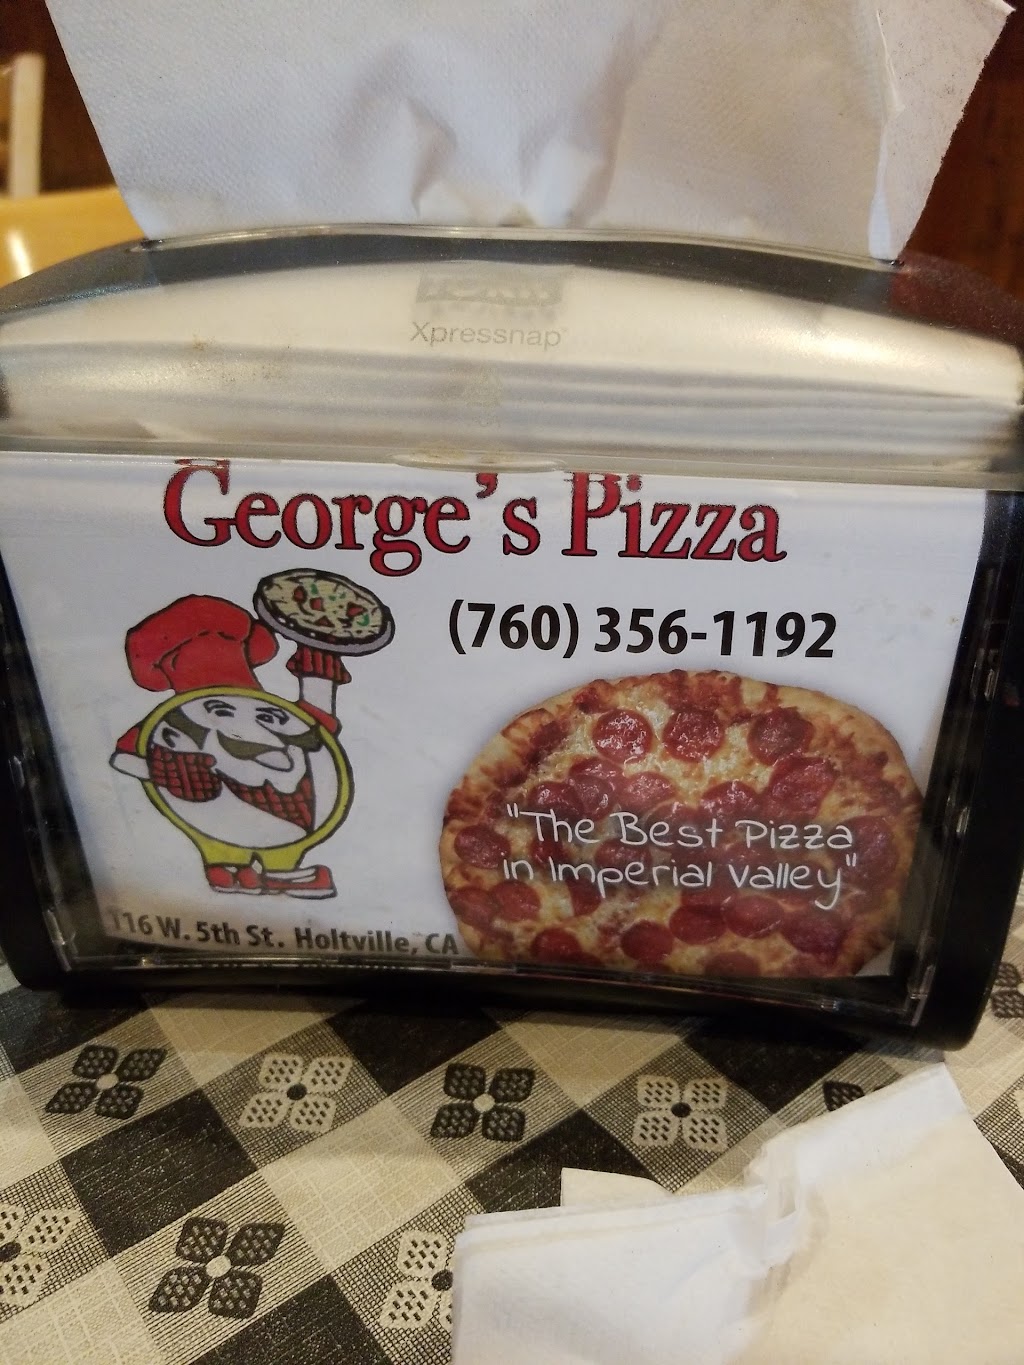 Xpressnap
George's Pizza
(760) 356-1192
"The Best Pizza
in Imperial Valley"
116 W. 5th St. Holtville, CA